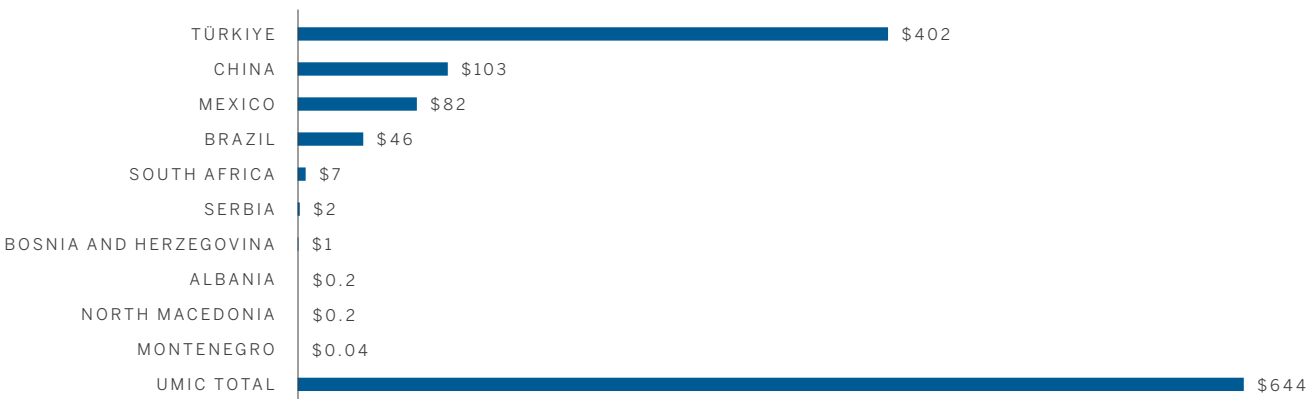 TÜRKIYE $402
CHINA $103
MEXICO $82
BRAZIL $46
SOUTH AFRICA $7
SERBIA $2
BOSNIA AND HERZEGOVINA $1
ALBANIA $0.2
NORTH MACEDONIA $0.2
MONTENEGRO $0.04
UMIC TOTAL $644